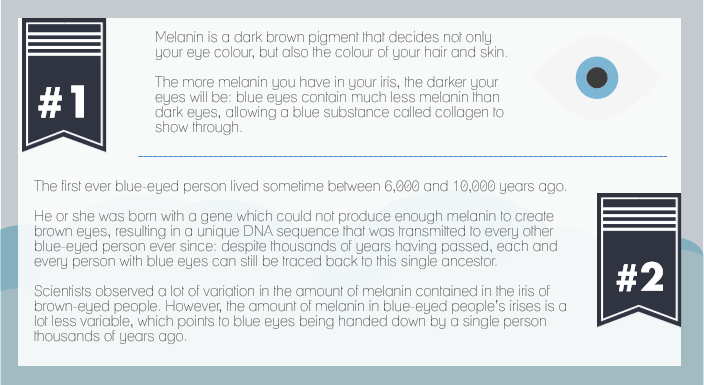 #1
Melanin is a dark brown pigment that decides not only
your eye colour, but also the colour of your hair and skin.
The more melanin you have in your iris, the darker your
eyes will be: blue eyes contain much less melanin than
dark eyes, allowing a blue substance called collagen to
show through.
The first ever blue-eyed person lived sometime between 6,000 and 10,000 years ago.
He or she was born with a gene which could not produce enough melanin to create
brown eyes, resulting in a unique DNA sequence that was transmitted to every other
blue-eyed person ever since: despite thousands of years having passed, each and
every person with blue eyes can still be traced back to this single ancestor.
#2
Scientists observed a lot of variation in the amount of melanin contained in the iris of
brown-eyed people. However, the amount of melanin in blue-eyed people's irises is a
lot less variable, which points to blue eyes being handed down by a single person
thousands of years ago.